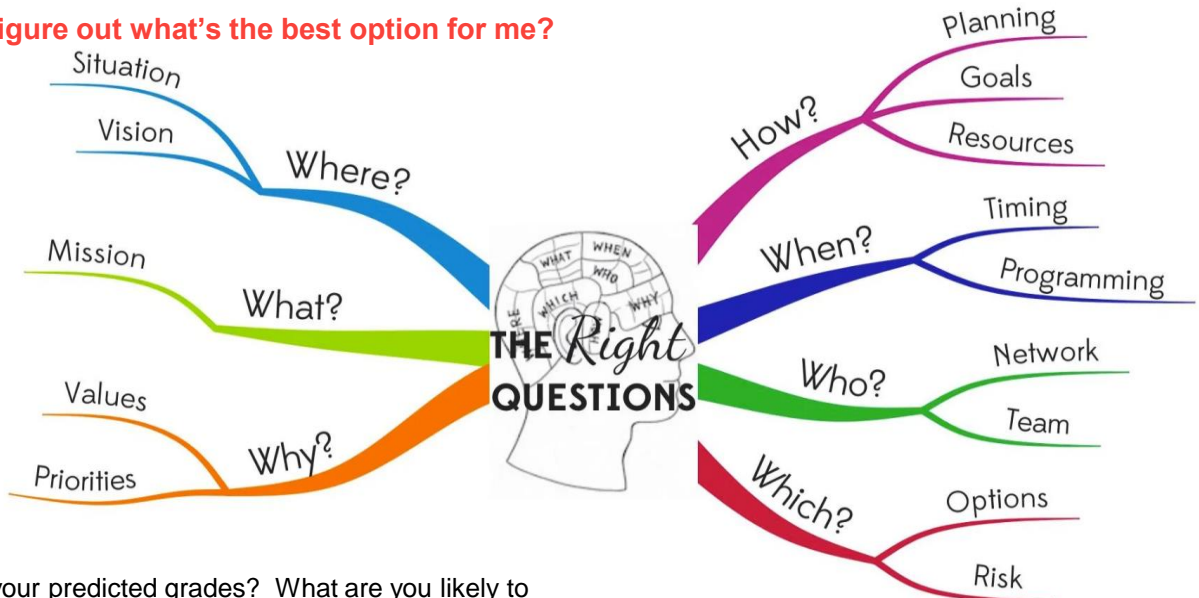 igure out what's the best option for me?
Situation
Vision
Where?
Mission
What?
Values
Priorities
Why?
WHAT
WHEN
WHO
WHICH
WHY
THE Right
QUESTIONS
How?
Planning
Goals
Resources
When?
Timing
Programming
Who?
Network
Team
Which?
Options
Risk
your predicted grades? What are you likely to